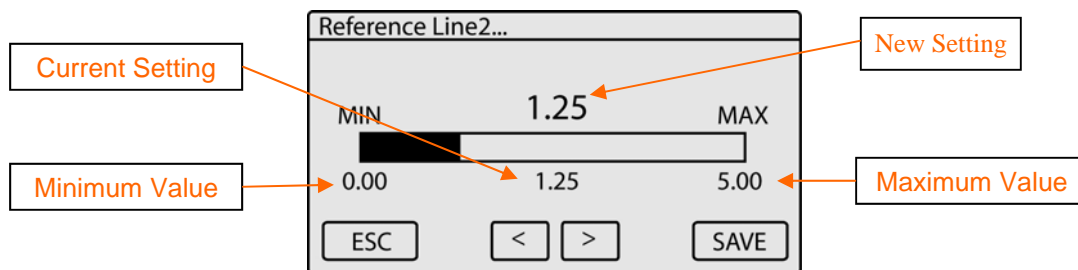 Reference Line2...
New Setting
Current Setting
1.25
MIN
MAX
Minimum Value
0.00
1.25
5.00
Maximum Value
ESC
<
>
SAVE